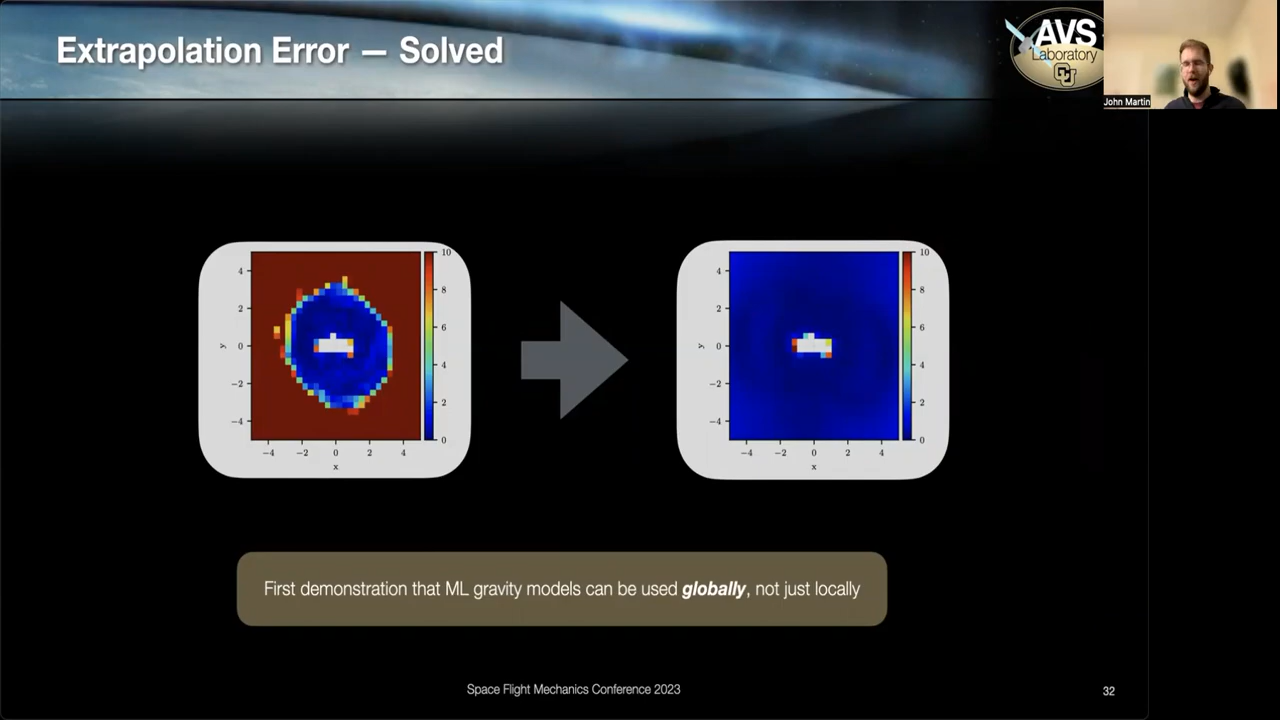 Extrapolation Error — Solved
AVS
Laboratory
CU
John Martin
10
8
6
4
2
0
4
2
0
−2
−4
y
−4 −2 0 2 4
x
10
8
6
4
2
0
4
2
0
−2
−4
y
−4 −2 0 2 4
x
First demonstration that ML gravity models can be used globally, not just locally
Space Flight Mechanics Conference 2023
32